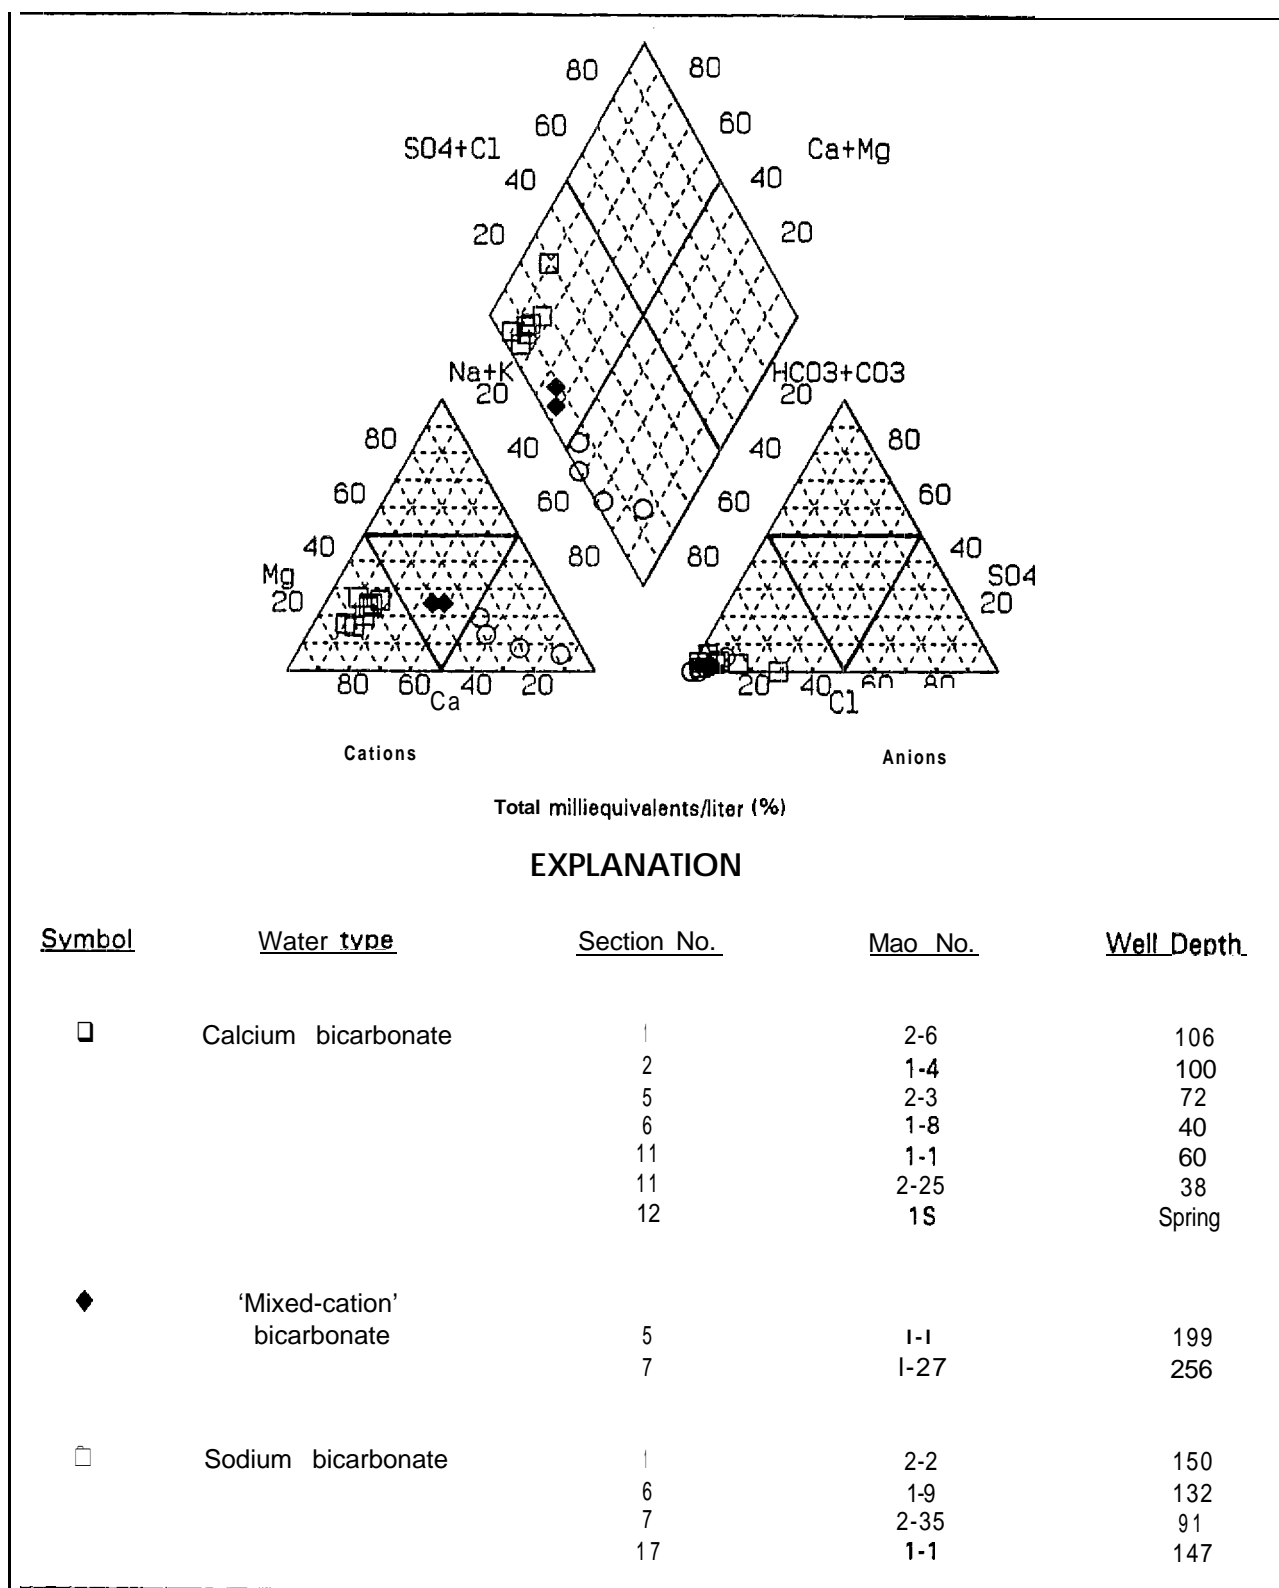 80 80
60 60
SO4+Cl Ca+Mg
40 40
20 20
Na+K HCO3+CO3
20 20
80 40 40 80
60 60 60 60
40 80 80 40
Mg SO4
20 20
80 60 40 20 20 40 60 80
Ca Cl
Cations Anions
Total milliequivalents/liter (%)
EXPLANATION
Symbol Water type Section No. Mao No. Well Depth
Calcium bicarbonate 1 2-6 106
2 1-4 100
5 2-3 72
6 1-8 40
11 1-1 60
11 2-25 38
12 1S Spring
'Mixed-cation'
bicarbonate 5 I-I 199
7 I-27 256
Sodium bicarbonate 1 2-2 150
6 1-9 132
7 2-35 91
17 1-1 147